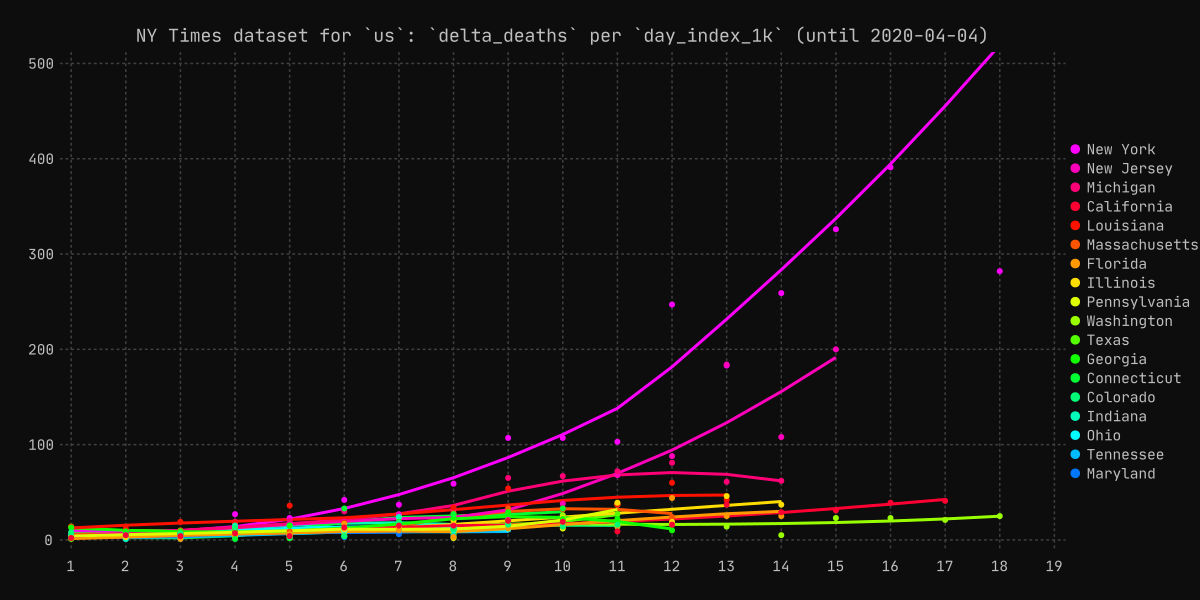 NY Times dataset for `us`: `delta_deaths` per `day_index_1k` (until 2020-04-04)
500
400
300
200
100
0
1 2 3 4 5 6 7 8 9 10 11 12 13 14 15 16 17 18 19
New York
New Jersey
Michigan
California
Louisiana
Massachusetts
Florida
Illinois
Pennsylvania
Washington
Texas
Georgia
Connecticut
Colorado
Indiana
Ohio
Tennessee
Maryland